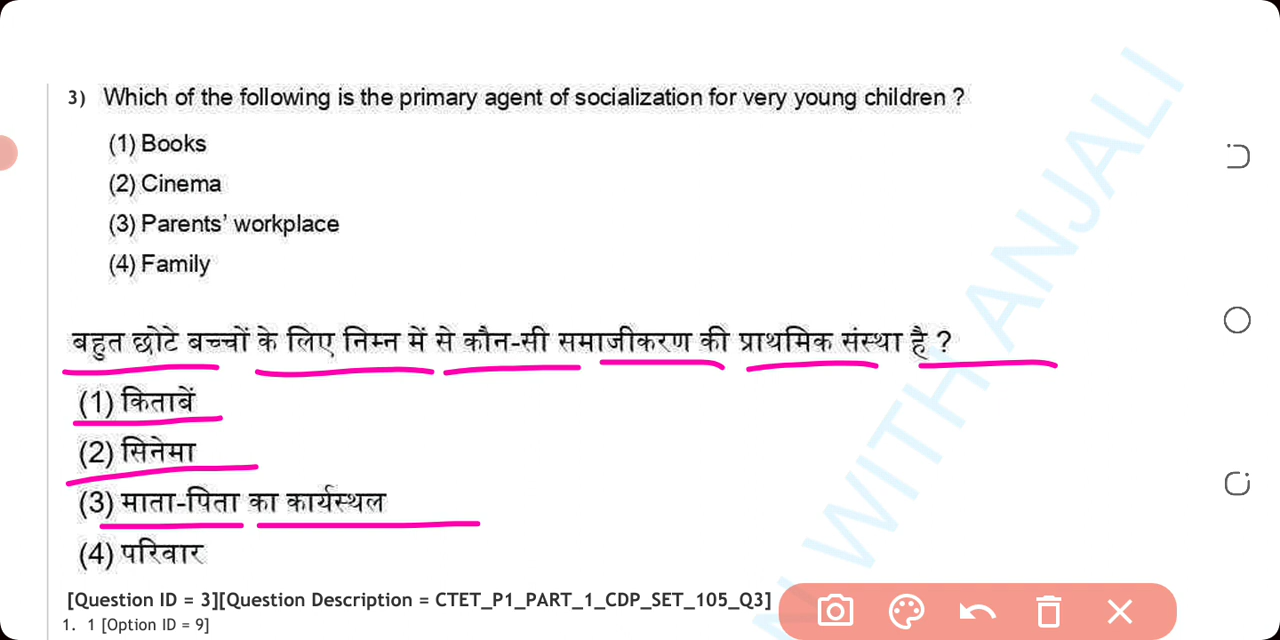 3) Which of the following is the primary agent of socialization for very young children ?
(1) Books
(2) Cinema
(3) Parents' workplace
(4) Family
बहुत छोटे बच्चों के लिए निम्न में से कौन-सी समाजीकरण की प्राथमिक संस्था है ?
(1) किताबें
(2) सिनेमा
(3) माता-पिता का कार्यस्थल
(4) परिवार
[Question ID = 3][Question Description = CTET_P1_PART_1_CDP_SET_105_Q3]
1. 1 [Option ID = 9]
WITH ANJALI